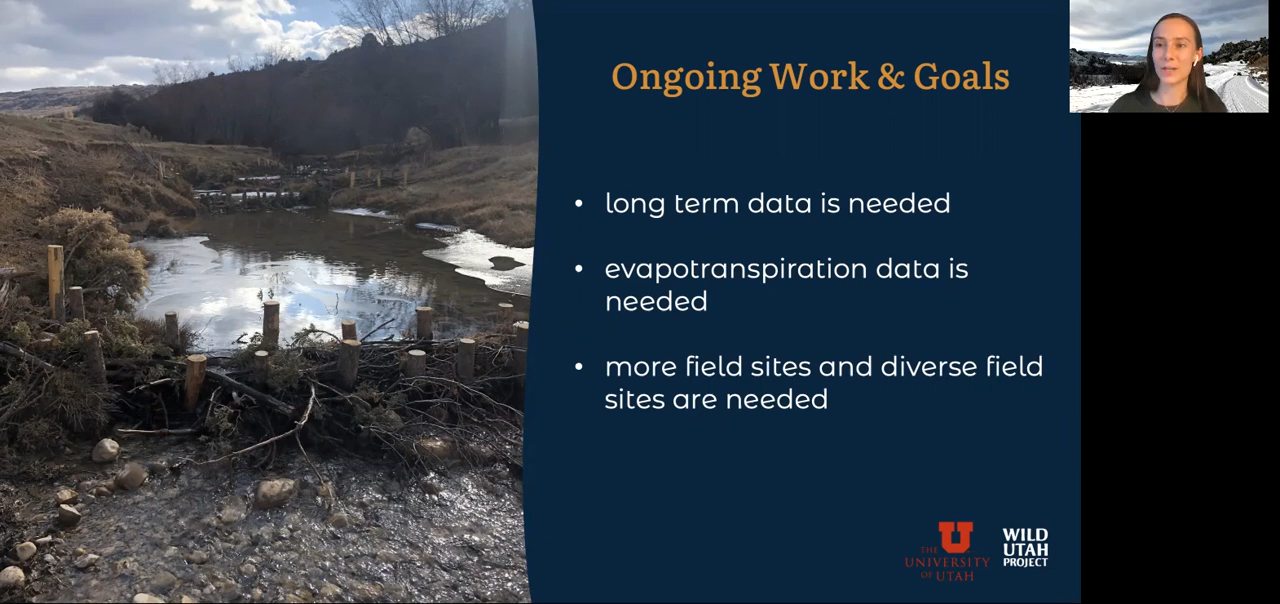 Ongoing Work & Goals
• long term data is needed
• evapotranspiration data is
needed
• more field sites and diverse field
sites are needed
THE
UNIVERSITY
OF UTAH
WILD
UTAH
PROJECT